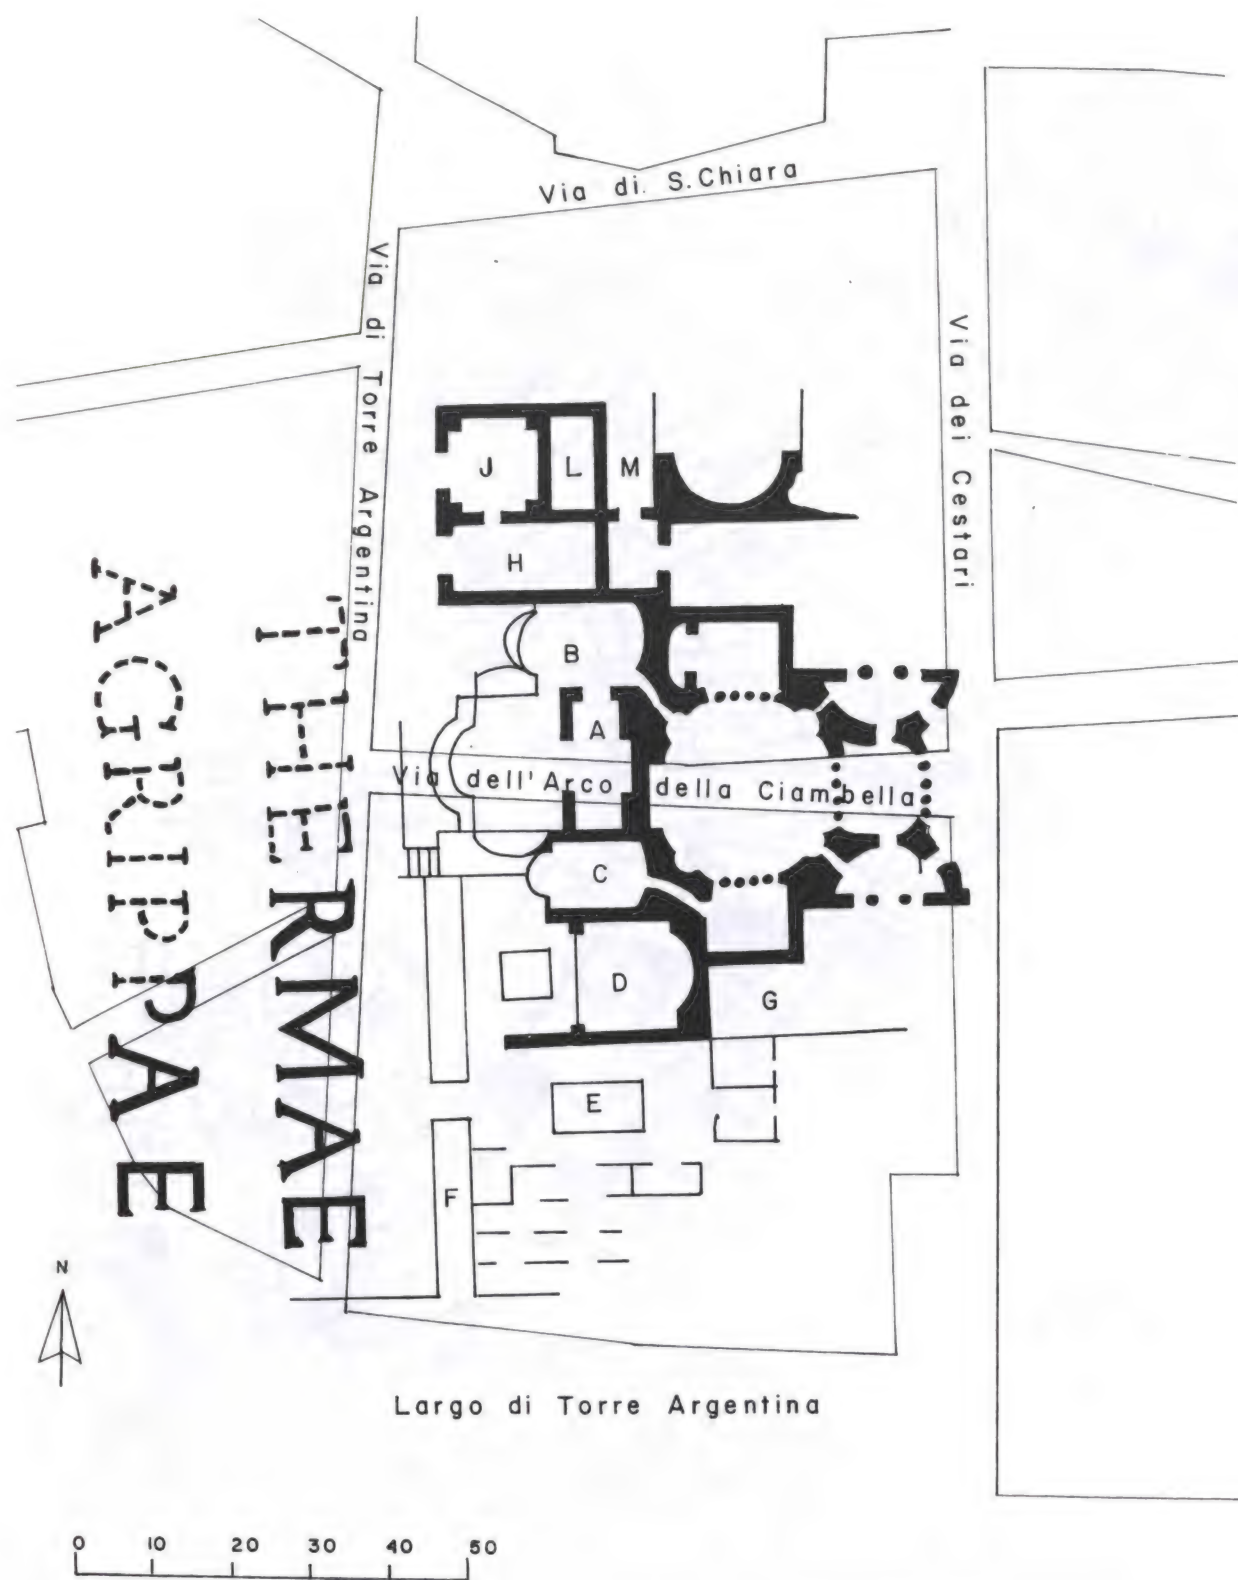 Via di. S. Chiara
Via di Torre Argentina
Via dei Cestari
J
L
M
H
B
A
Via dell' Arco della Ciambella
C
D
G
E
F
THERMAE
AGRIPPAE
N
Largo di Torre Argentina
0 10 20 30 40 50